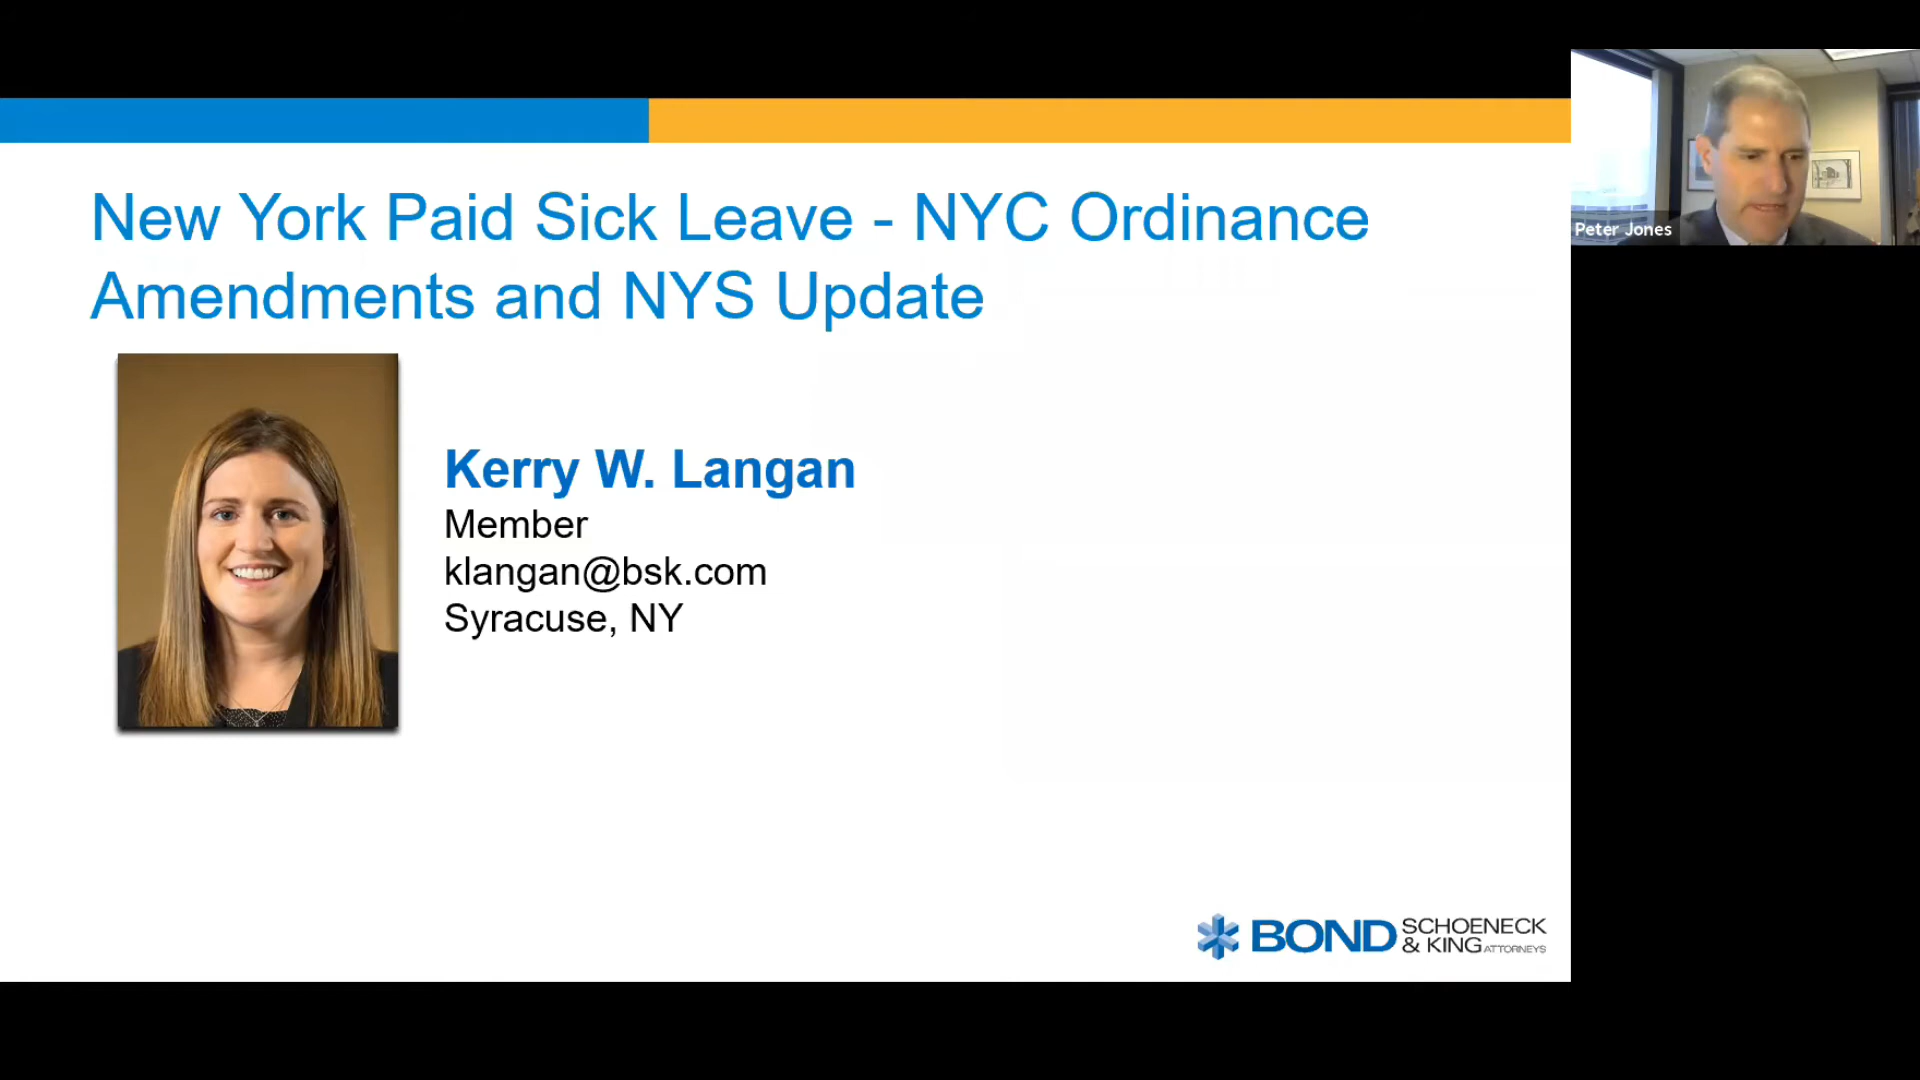 New York Paid Sick Leave - NYC Ordinance
Amendments and NYS Update
Kerry W. Langan
Member
klangan@bsk.com
Syracuse, NY
BOND SCHOENECK
& KING ATTORNEYS
Peter Jones